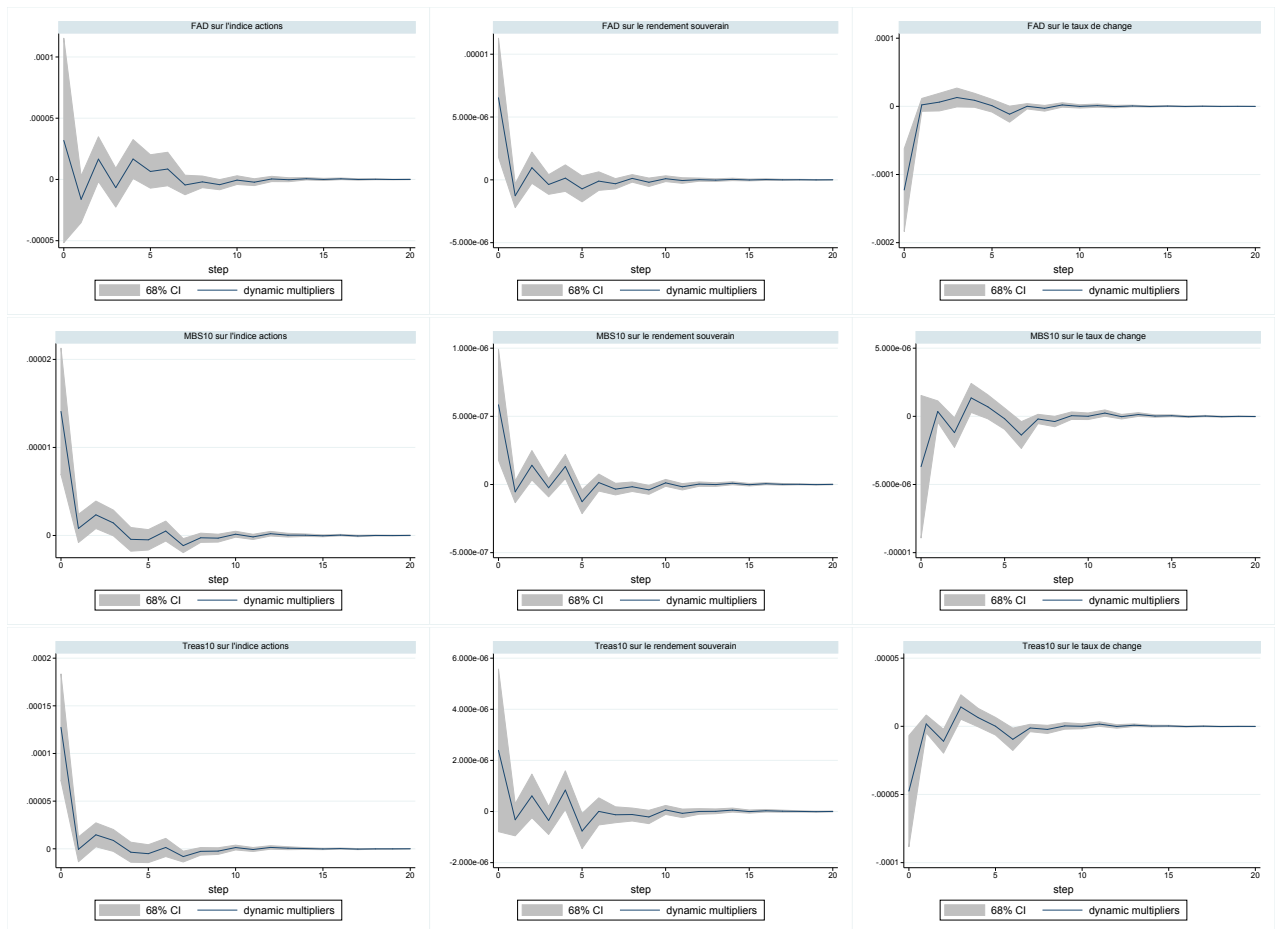 FAD sur l'indice actions
.0001
.00005
0
-.00005
0 5 10 15 20
step
68% CI dynamic multipliers
FAD sur le rendement souverain
.00001
5.000e-06
0
-5.000e-06
0 5 10 15 20
step
68% CI dynamic multipliers
FAD sur le taux de change
.0001
0
-.0001
-.0002
0 5 10 15 20
step
68% CI dynamic multipliers
MBS10 sur l'indice actions
.00002
.00001
0
0 5 10 15 20
step
68% CI dynamic multipliers
MBS10 sur le rendement souverain
1.000e-06
5.000e-07
0
-5.000e-07
0 5 10 15 20
step
68% CI dynamic multipliers
MBS10 sur le taux de change
5.000e-06
0
-5.000e-06
-.00001
0 5 10 15 20
step
68% CI dynamic multipliers
Treas10 sur l'indice actions
.0002
.00015
.0001
.00005
0
0 5 10 15 20
step
68% CI dynamic multipliers
Treas10 sur le rendement souverain
6.000e-06
4.000e-06
2.000e-06
0
-2.000e-06
0 5 10 15 20
step
68% CI dynamic multipliers
Treas10 sur le taux de change
.00005
0
-.00005
-.0001
0 5 10 15 20
step
68% CI dynamic multipliers